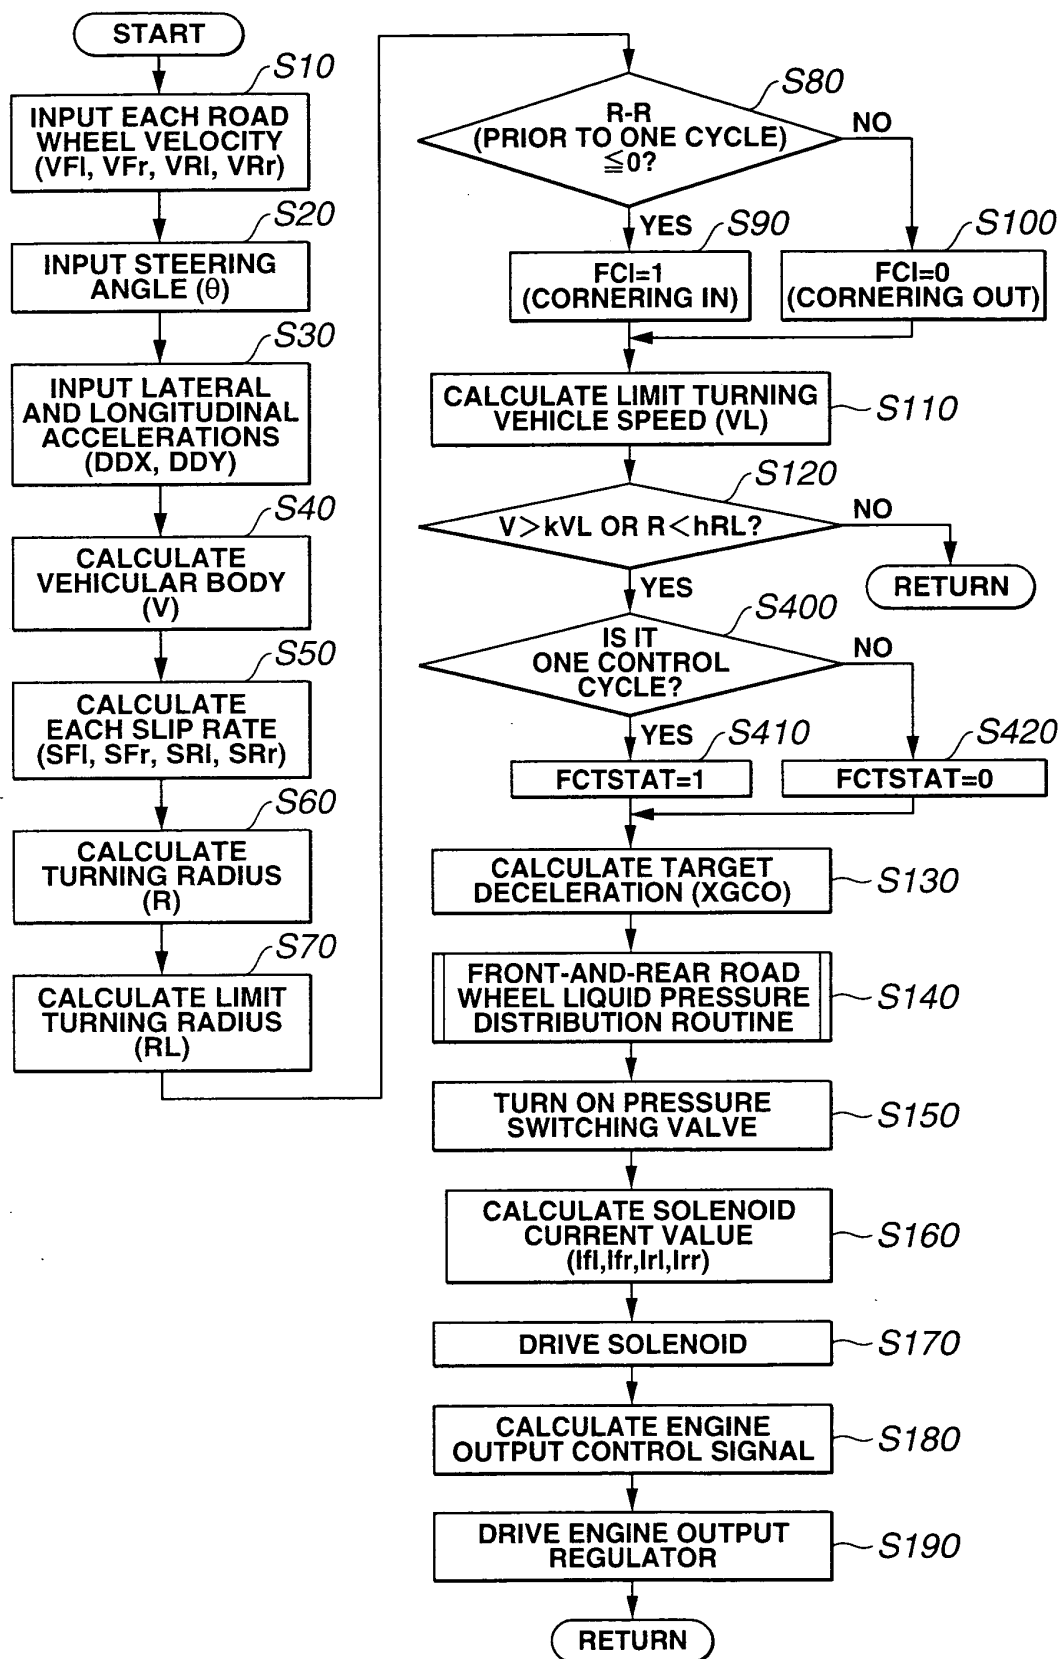 START
S10
INPUT EACH ROAD
WHEEL VELOCITY
(VFl, VFr, VRl, VRr)
S20
INPUT STEERING
ANGLE (θ)
S30
INPUT LATERAL
AND LONGITUDINAL
ACCELERATIONS
(DDX, DDY)
S40
CALCULATE
VEHICULAR BODY
(V)
S50
CALCULATE
EACH SLIP RATE
(SFl, SFr, SRl, SRr)
S60
CALCULATE
TURNING RADIUS
(R)
S70
CALCULATE LIMIT
TURNING RADIUS
(RL)
S80
R-R
(PRIOR TO ONE CYCLE)
≦0?
NO
YES
S90
FCI=1
(CORNERING IN)
S100
FCI=0
(CORNERING OUT)
CALCULATE LIMIT TURNING
VEHICLE SPEED (VL)
S110
S120
V>kVL OR R<hRL?
NO
RETURN
YES
S400
IS IT
ONE CONTROL
CYCLE?
NO
YES
S410
FCTSTAT=1
S420
FCTSTAT=0
CALCULATE TARGET
DECELERATION (XGCO)
S130
FRONT-AND-REAR ROAD
WHEEL LIQUID PRESSURE
DISTRIBUTION ROUTINE
S140
TURN ON PRESSURE
SWITCHING VALVE
S150
CALCULATE SOLENOID
CURRENT VALUE
(Ifl,Ifr,Irl,Irr)
S160
DRIVE SOLENOID
S170
CALCULATE ENGINE
OUTPUT CONTROL SIGNAL
S180
DRIVE ENGINE OUTPUT
REGULATOR
S190
RETURN